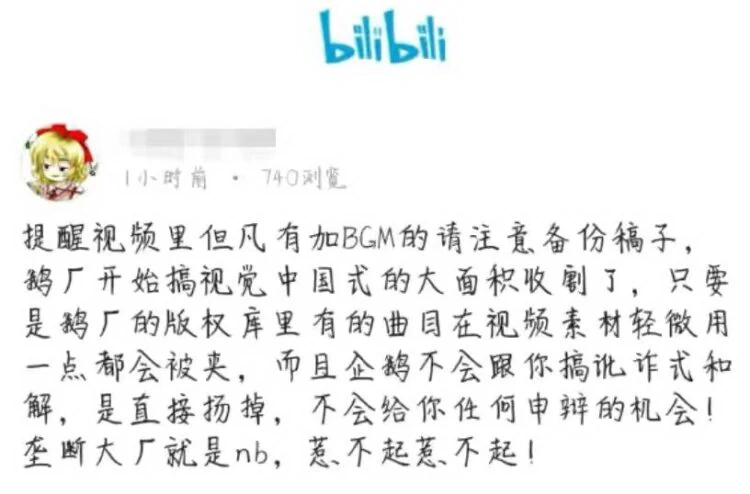 bilibili
1小时前 · 740浏览
提醒视频里但凡有加BGM的请注意备份稿子，
鹅厂开始搞视觉中国式的大面积收割了，只要
是鹅厂的版权库里有的曲目在视频素材轻微用
一点都会被夹，而且企鹅不会跟你搞讹诈式和
解，是直接扬掉，不会给你任何申辩的机会！
垄断大厂就是nb，惹不起惹不起！